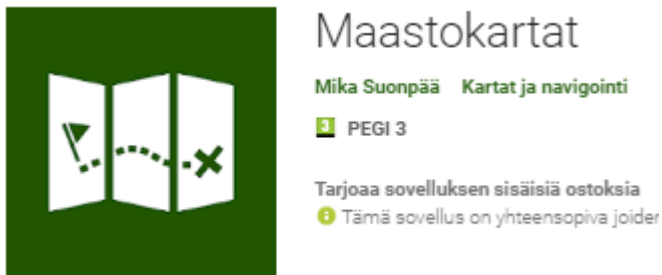 Maastokartat
Mika Suonpää Kartat ja navigointi
3 PEGI 3
Tarjoaa sovelluksen sisäisiä ostoksia
Tämä sovellus on yhteensopiva joiden